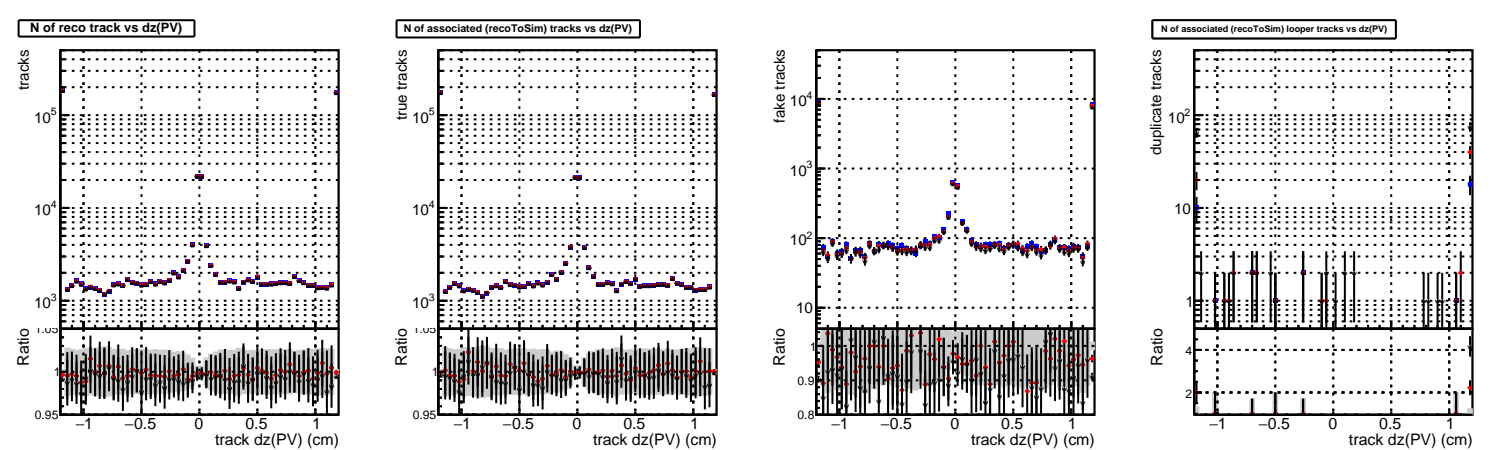 N of reco track vs dz(PV)
tracks
10^5
10^4
10^3
Ratio
1.05
1
0.95
−1 −0.5 0 0.5 1
track dz(PV) (cm)
N of associated (recoToSim) tracks vs dz(PV)
true tracks
10^5
10^4
10^3
Ratio
1.05
1
0.95
−1 −0.5 0 0.5 1
track dz(PV) (cm)
fake tracks
10^4
10^3
10^2
10
Ratio
1
0.9
0.8
−1 −0.5 0 0.5 1
track dz(PV) (cm)
N of associated (recoToSim) looper tracks vs dz(PV)
duplicate tracks
10^2
10
1
Ratio
4
2
−1 −0.5 0 0.5 1
track dz(PV) (cm)